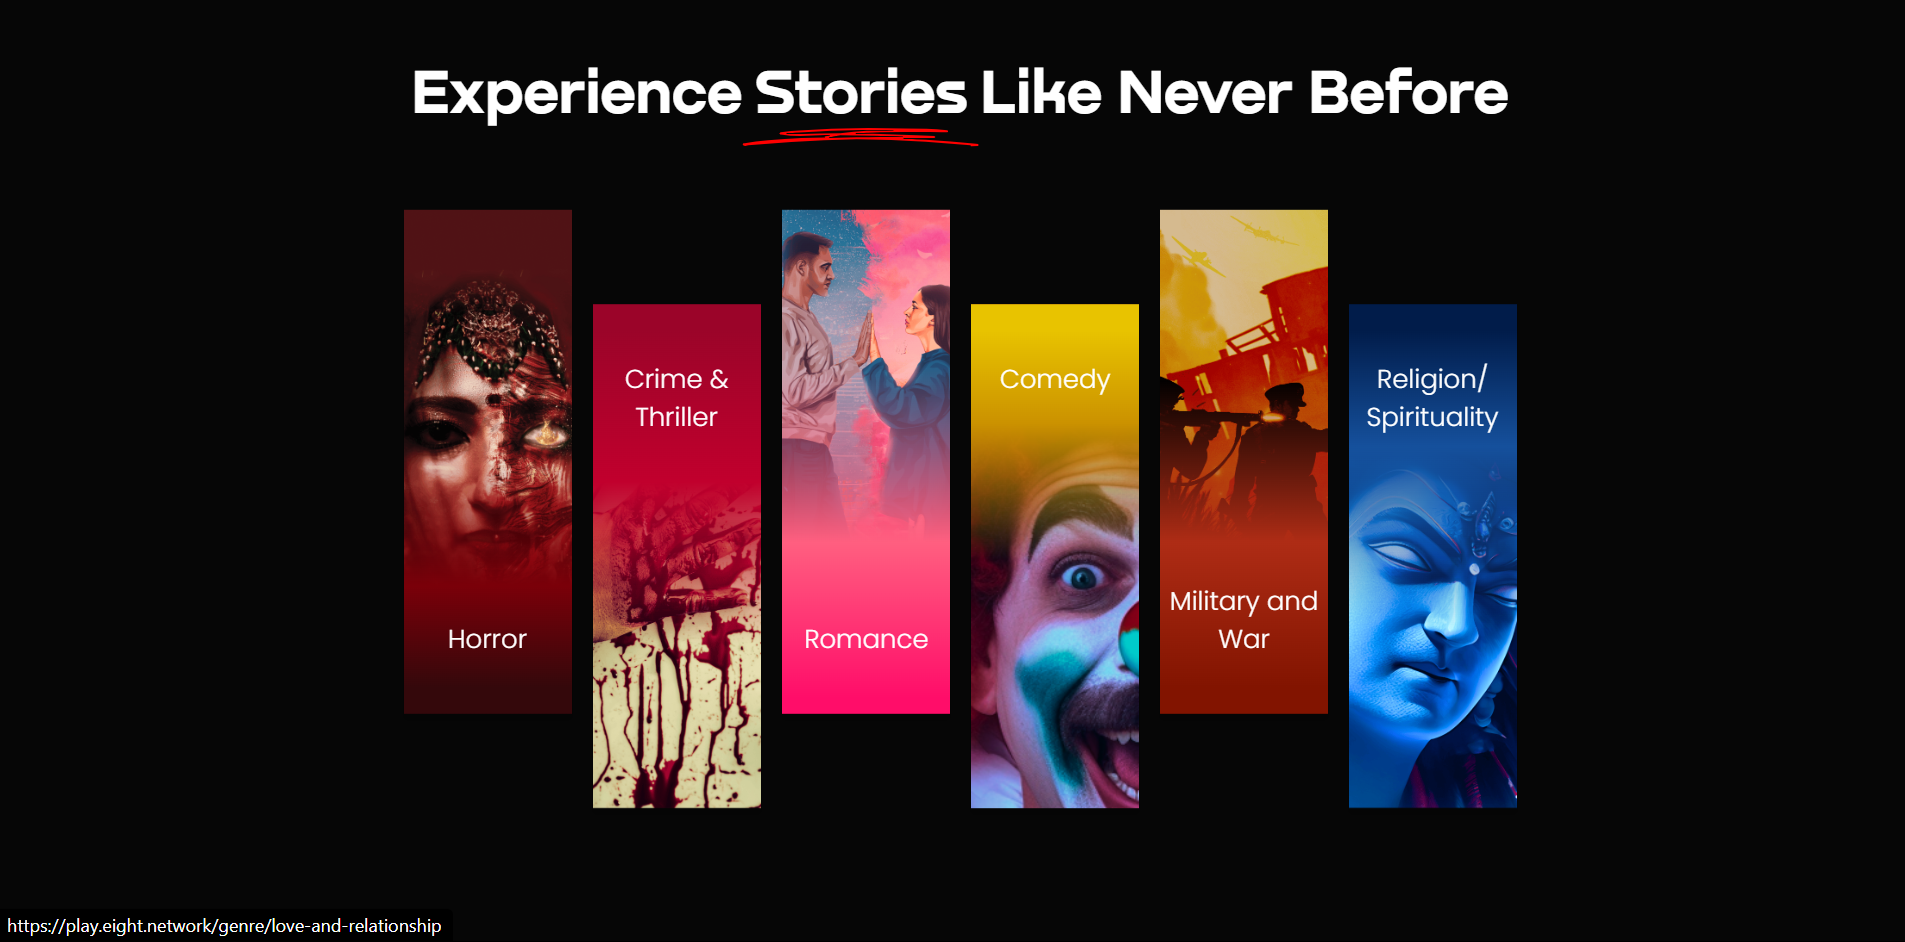 Experience Stories Like Never Before
Horror
Crime &
Thriller
Romance
Comedy
Military and
War
Religion/
Spirituality
https://play.eight.network/genre/love-and-relationship